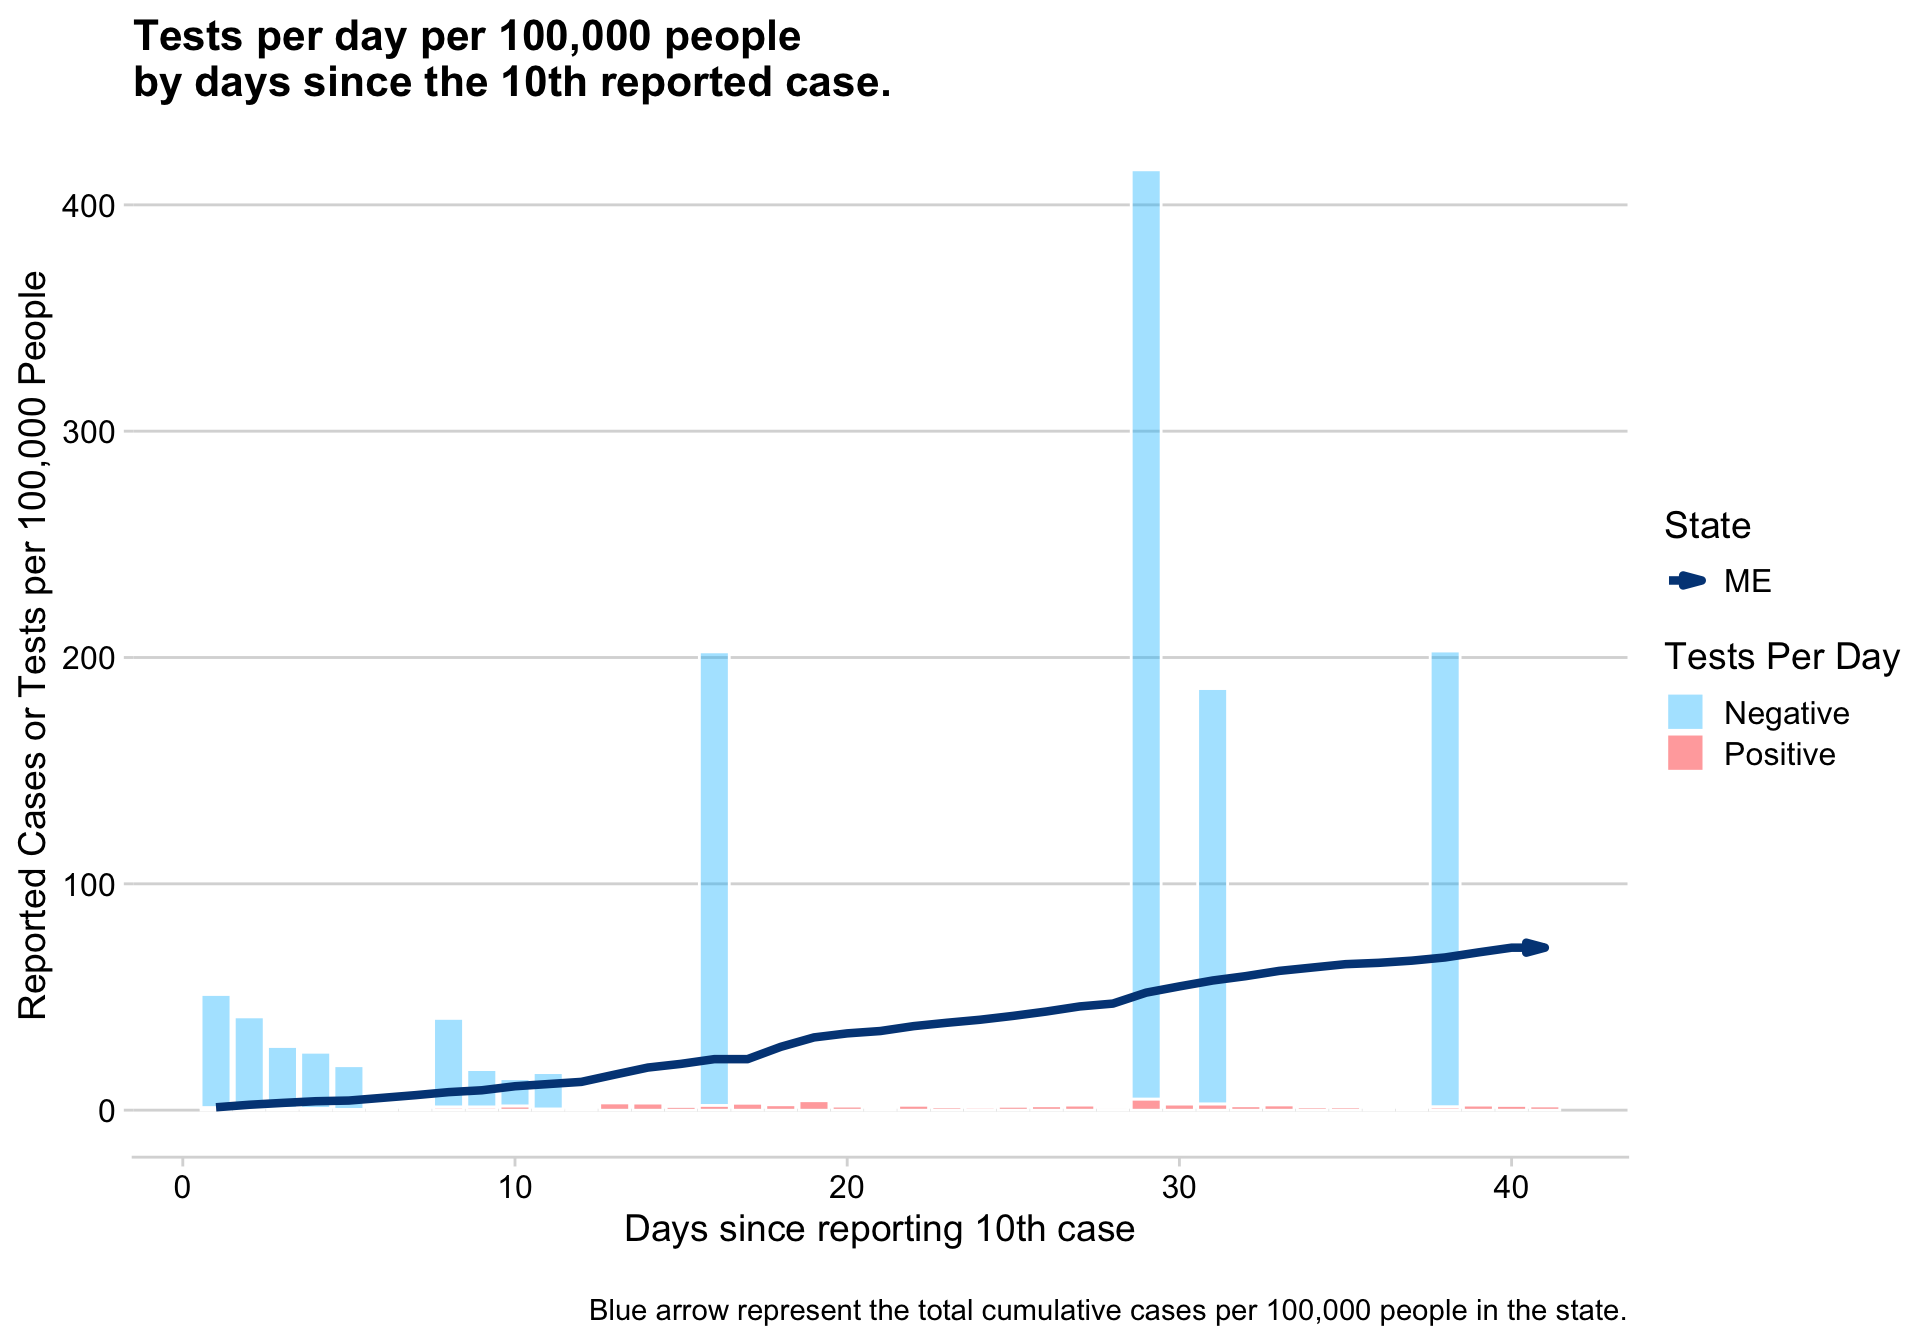 Tests per day per 100,000 people
by days since the 10th reported case.
Reported Cases or Tests per 100,000 People
400
300
200
100
0
0 10 20 30 40
Days since reporting 10th case
State
ME
Tests Per Day
Negative
Positive
Blue arrow represent the total cumulative cases per 100,000 people in the state.